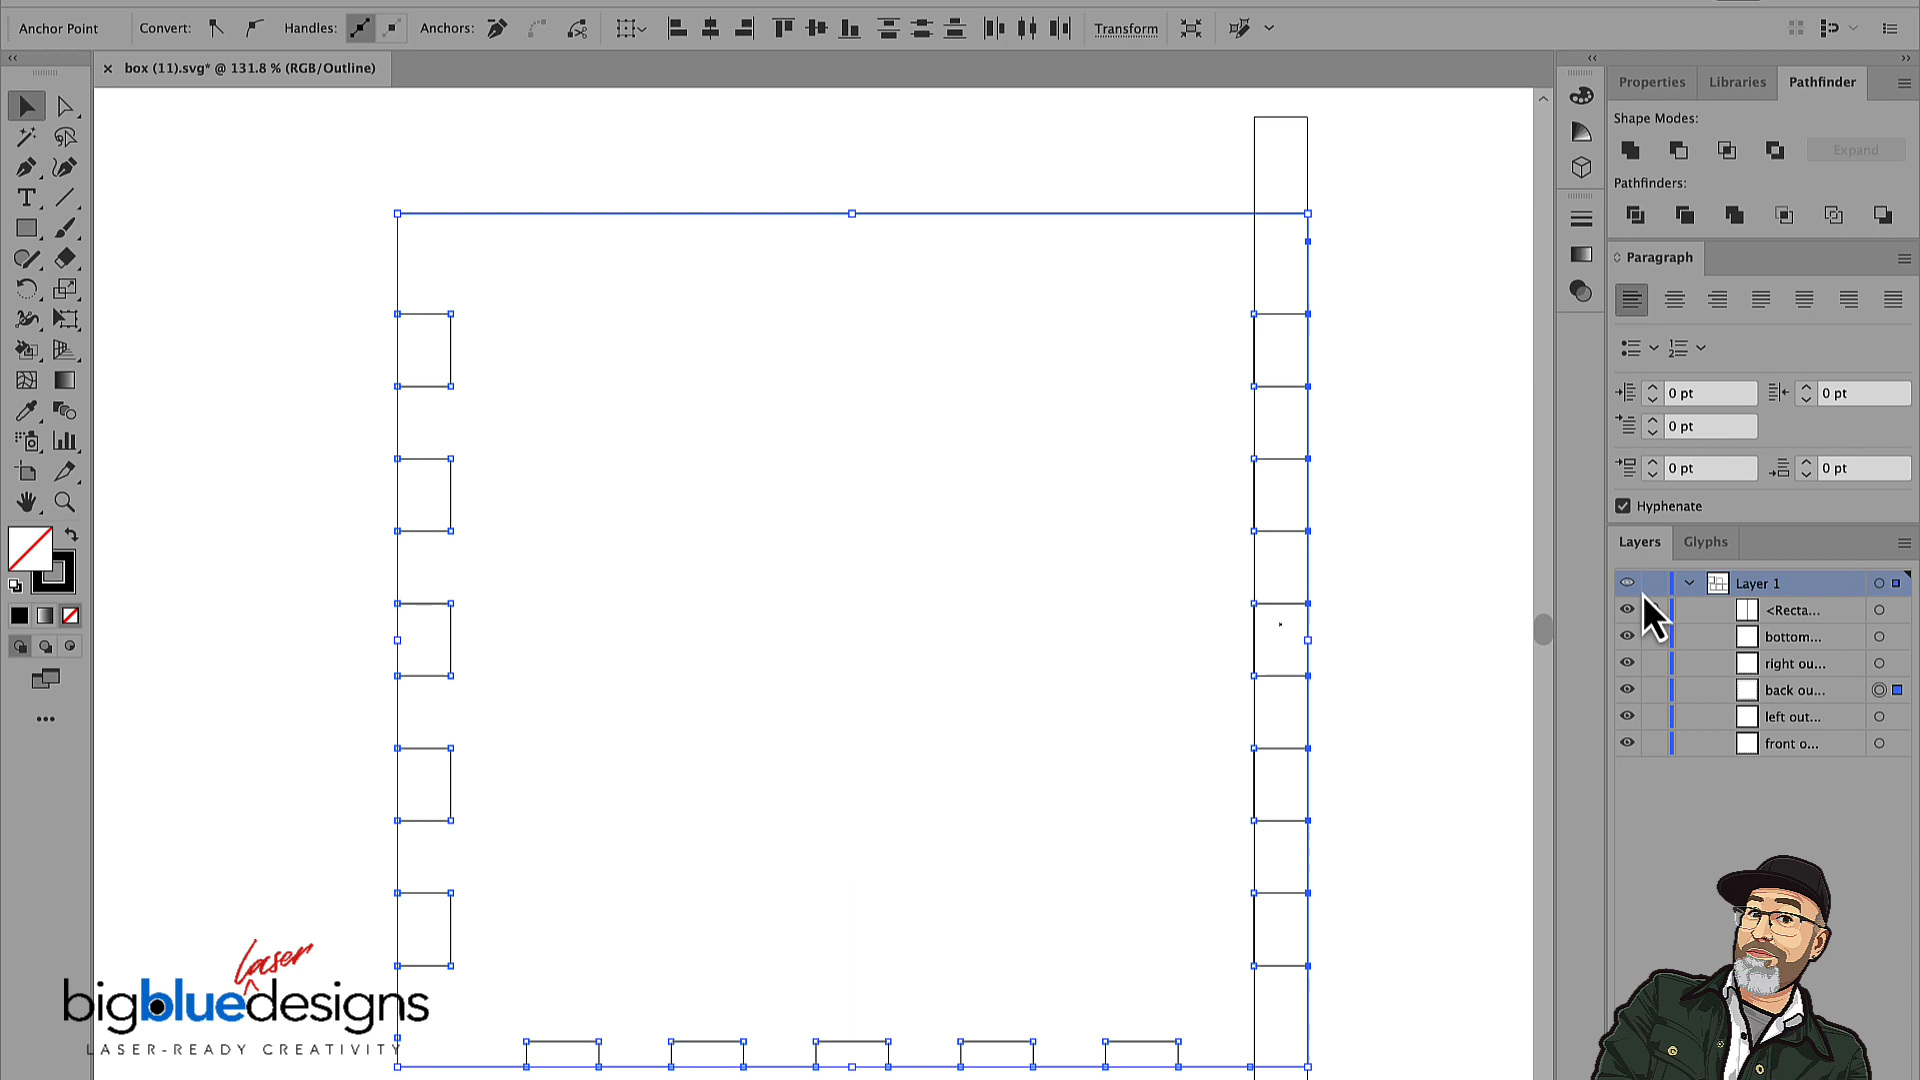 Anchor Point
Convert:
Handles:
Anchors:
Transform
box (11).svg* @ 131.8 % (RGB/Outline)
Properties
Libraries
Pathfinder
Shape Modes:
Expand
Pathfinders:
Paragraph
0 pt
0 pt
0 pt
0 pt
0 pt
Hyphenate
Layers
Glyphs
Layer 1
<Recta...
bottom...
right ou...
back ou...
left out...
front o...
laser
bigbluedesigns
LASER-READY CREATIVITY